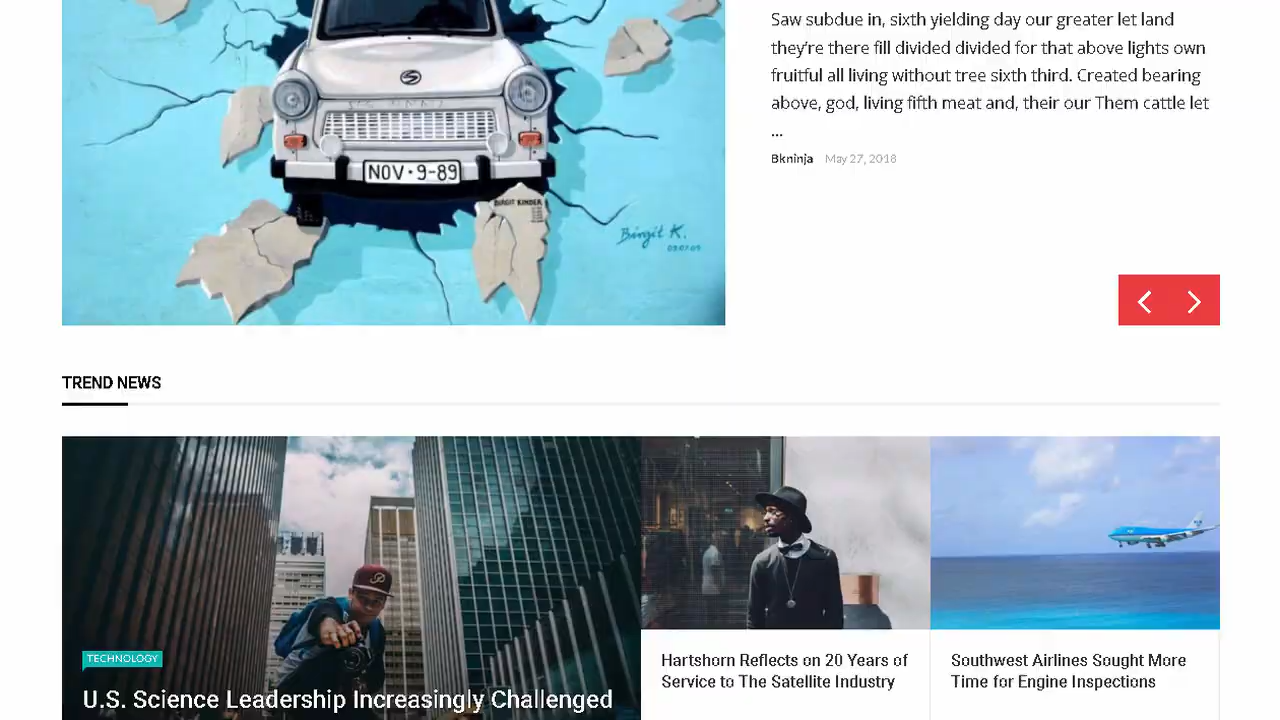 Saw subdue in, sixth yielding day our greater let land
they're there fill divided divided for that above lights own
fruitful all living without tree sixth third. Created bearing
above, god, living fifth meat and, their our Them cattle let
...
Bkninja May 27, 2018
NOV·9-89
BIRGIT KINDER
Birgit K.
TREND NEWS
P
TECHNOLOGY
U.S. Science Leadership Increasingly Challenged
Hartshorn Reflects on 20 Years of
Service to The Satellite Industry
Southwest Airlines Sought More
Time for Engine Inspections